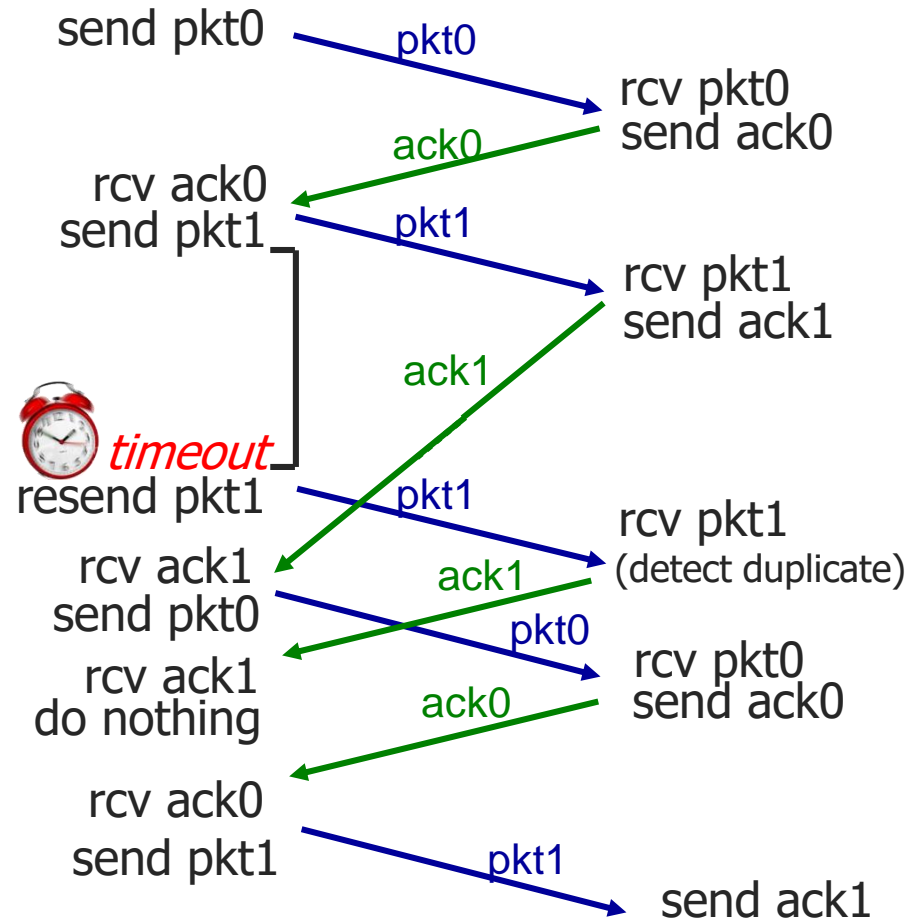 send pkt0
pkt0
rcv pkt0
send ack0
ack0
rcv ack0
send pkt1
pkt1
rcv pkt1
send ack1
ack1
timeout
resend pkt1
pkt1
rcv pkt1
(detect duplicate)
rcv ack1
send pkt0
ack1
pkt0
rcv ack1
do nothing
rcv pkt0
send ack0
ack0
rcv ack0
send pkt1
pkt1
send ack1